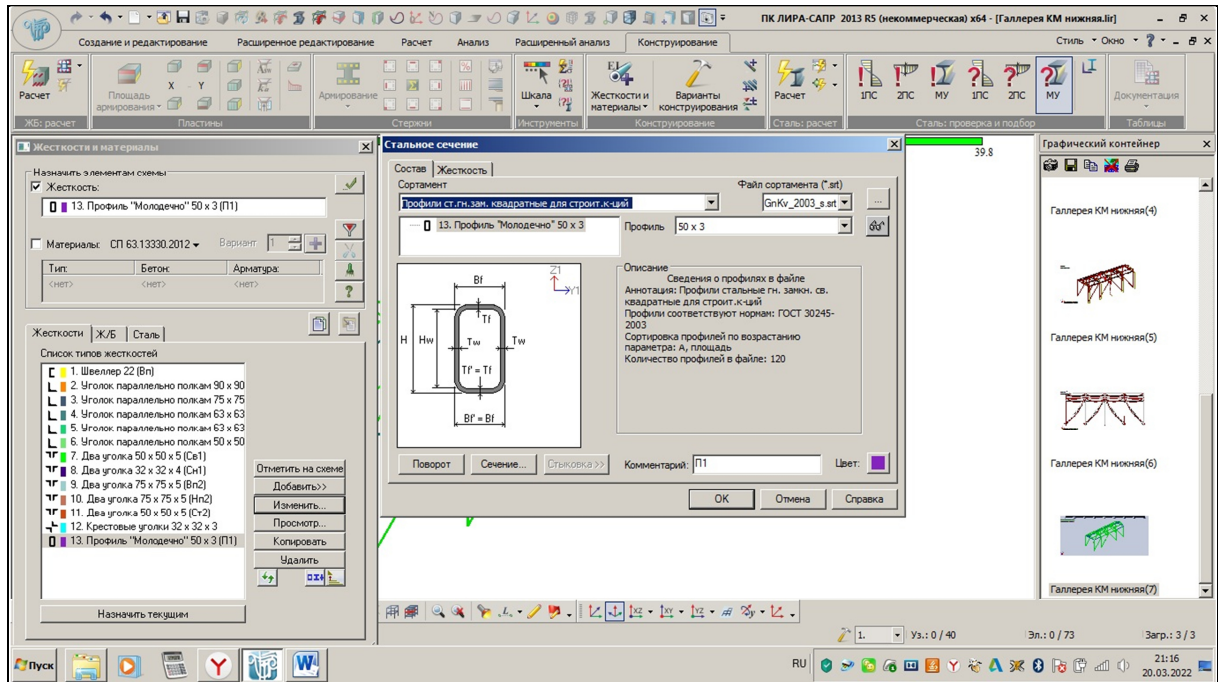 ПК ЛИРА-САПР 2013 R5 (некоммерческая) x64 - [Галлерея КМ нижняя.lir]
Создание и редактирование Расширенное редактирование Расчет Анализ Расширенный анализ Конструирование Стиль Окно ?
Расчет
Площадь армирования
X Y
Армирование
Шкала
Жесткости и материалы
Варианты конструирования
Расчет
1ПС 2ПС МУ 1ПС 2ПС МУ
Документация
ЖБ: расчет Пластины Стержни Инструменты Конструирование Сталь: расчет Сталь: проверка и подбор Таблицы
Жесткости и материалы
Назначить элементам схемы
Жесткость:
13. Профиль "Молодечно" 50 x 3 (П1)
Материалы: СП 63.13330.2012 Вариант 1
Тип: Бетон: Арматура:
<нет> <нет> <нет>
Жесткости Ж/Б Сталь
Список типов жесткостей
1. Швеллер 22 (Вп)
2. Уголок параллельно полкам 90 x 90
3. Уголок параллельно полкам 75 x 75
4. Уголок параллельно полкам 63 x 63
5. Уголок параллельно полкам 63 x 63
6. Уголок параллельно полкам 50 x 50
7. Два уголка 50 x 50 x 5 (Св1)
8. Два уголка 32 x 32 x 4 (Сн1)
9. Два уголка 75 x 75 x 5 (Вп2)
10. Два уголка 75 x 75 x 5 (Нп2)
11. Два уголка 50 x 50 x 5 (Ст2)
12. Крестовые уголки 32 x 32 x 3
13. Профиль "Молодечно" 50 x 3 (П1)
Отметить на схеме
Добавить>>
Изменить...
Просмотр...
Копировать
Удалить
Назначить текущим
Стальное сечение
Состав Жесткость
Сортамент Файл сортамента (*.srt)
Профили ст.гн.зам. квадратные для строит.к-ций GnKv_2003_s.srt ...
13. Профиль "Молодечно" 50 x 3 Профиль 50 x 3
Z1
Y1
Bf
Tf
H Hw Tw Tw
Tf' = Tf
Bf' = Bf
Описание
Сведения о профилях в файле
Аннотация: Профили стальные гн. замкн. св.
квадратные для строит.к-ций
Профили соответствуют нормам: ГОСТ 30245-
2003
Сортировка профилей по возрастанию
параметра: A, площадь
Количество профилей в файле: 120
Поворот Сечение... Стыковка >> Комментарий: П1 Цвет:
OK Отмена Справка
39.8
Графический контейнер
Галлерея КМ нижняя(4)
Галлерея КМ нижняя(5)
Галлерея КМ нижняя(6)
Галлерея КМ нижняя(7)
XZ XY YZ
1. Уз.: 0 / 40 Эл.: 0 / 73 Загр.: 3 / 3
Пуск RU 21:16
20.03.2022